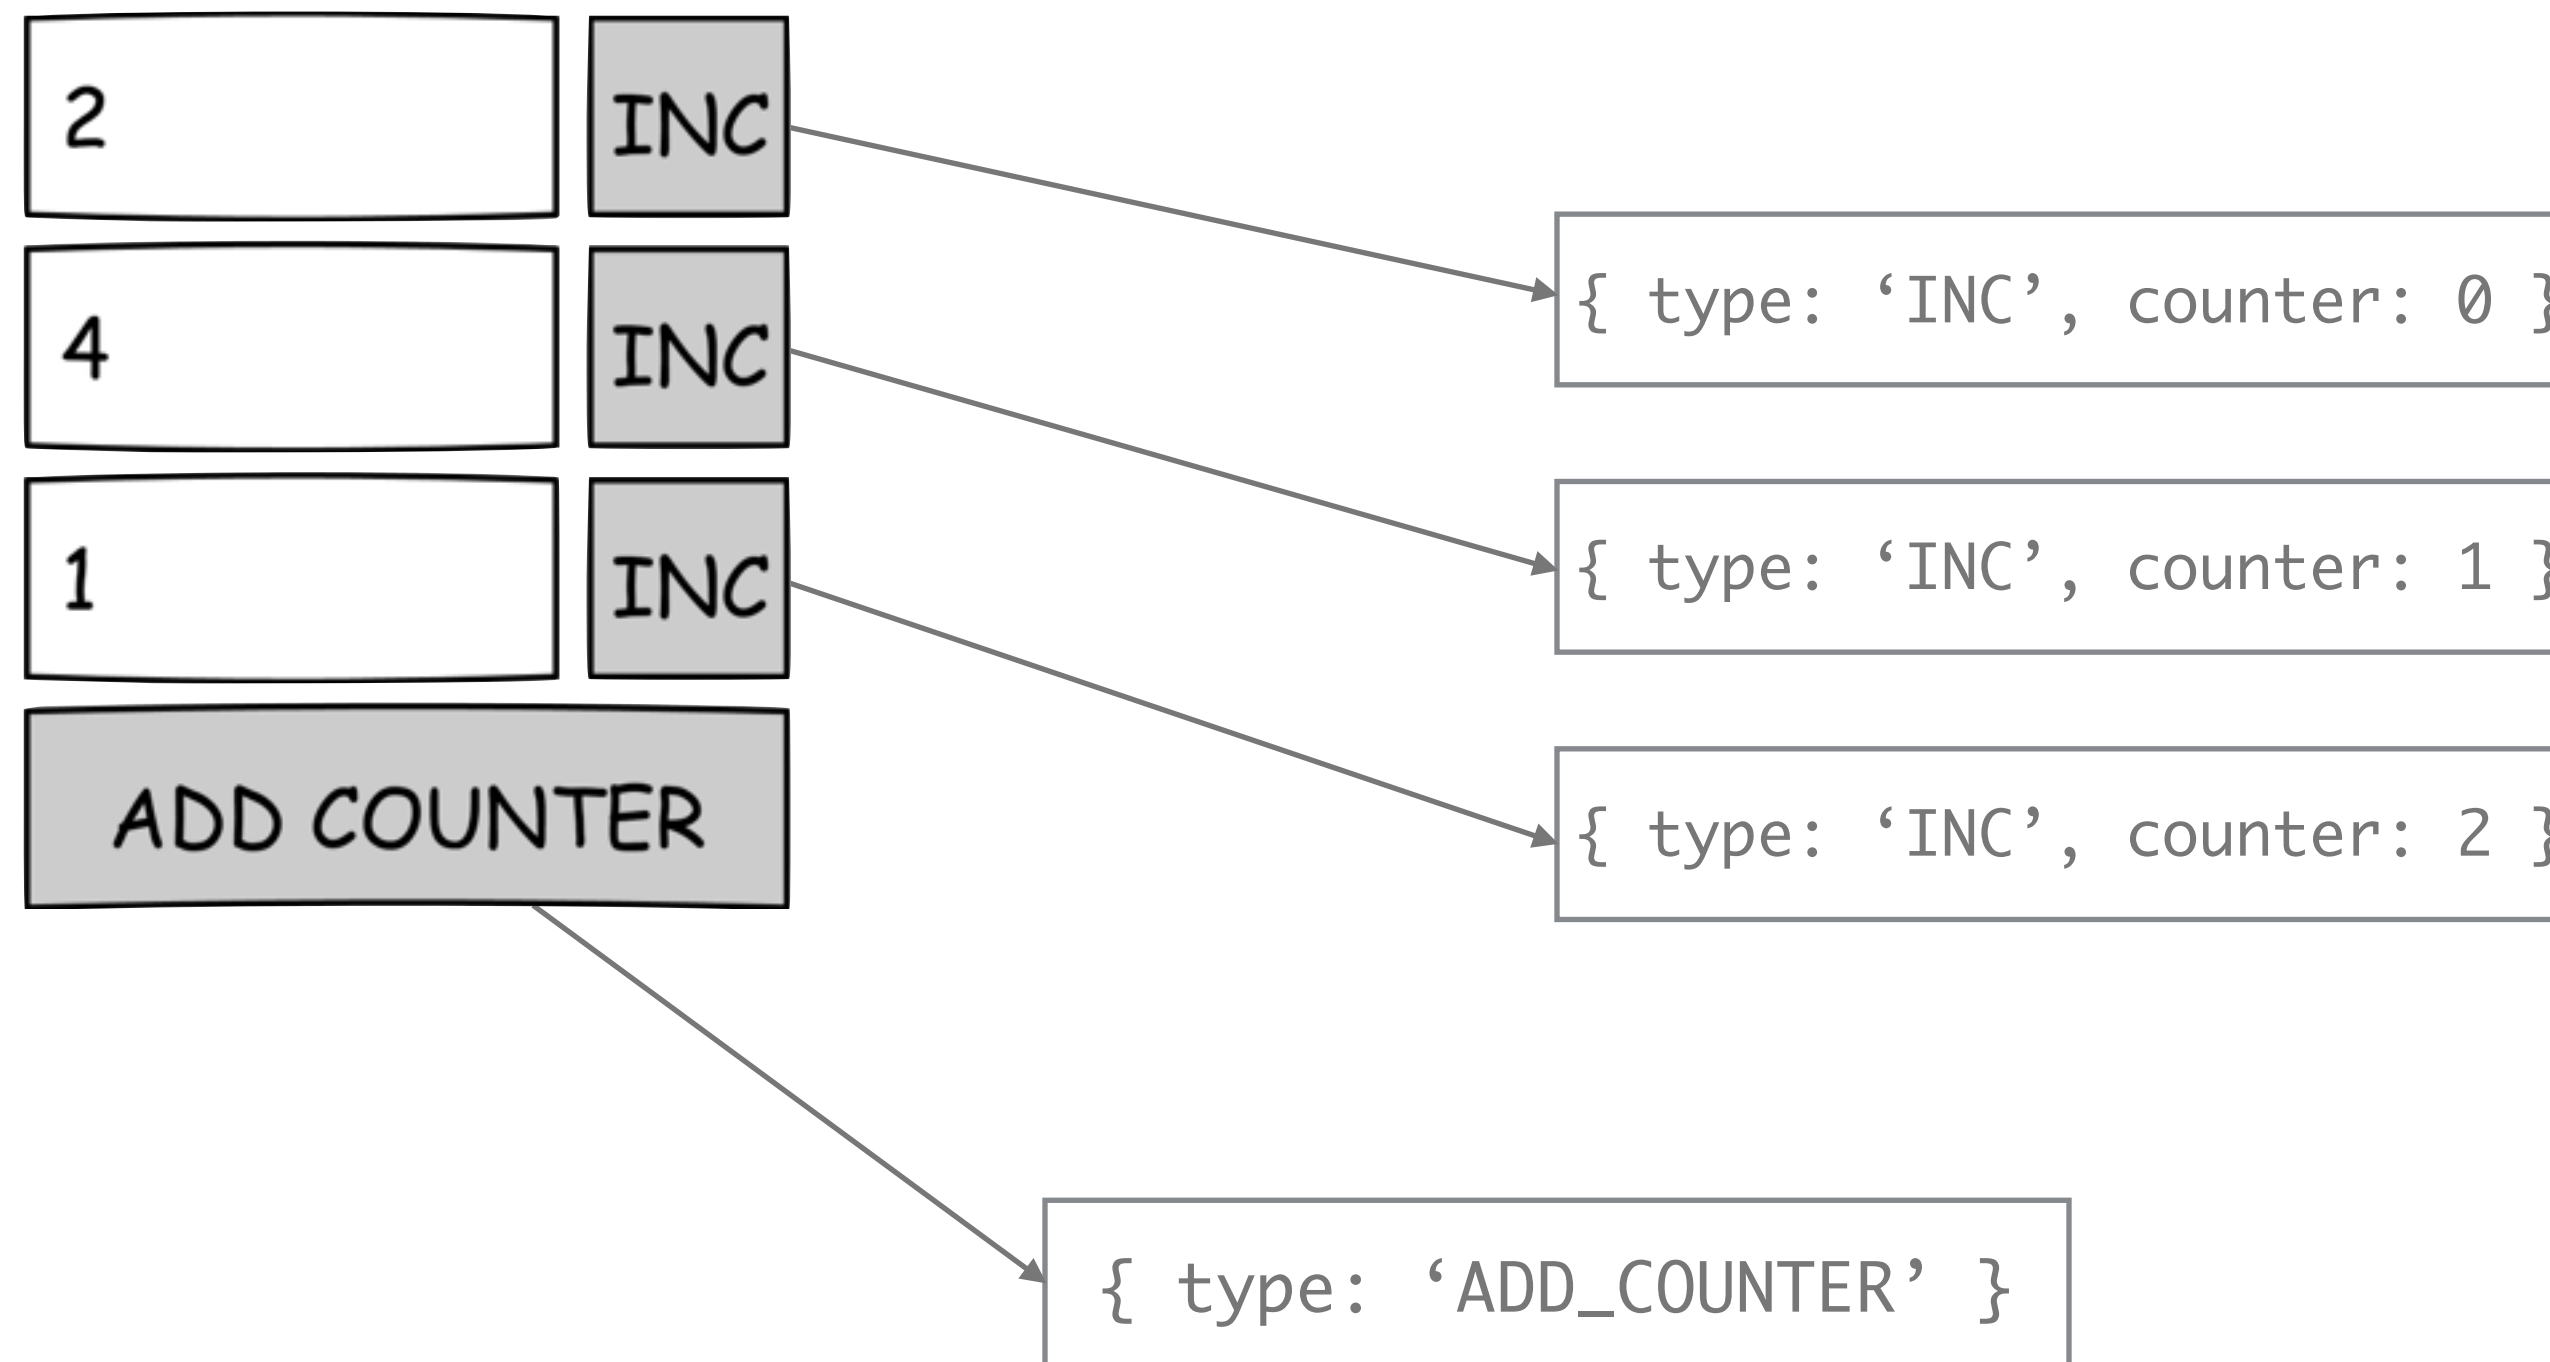 2
INC
4
INC
1
INC
ADD COUNTER
{ type: ‘INC’, counter: 0 }
{ type: ‘INC’, counter: 1 }
{ type: ‘INC’, counter: 2 }
{ type: ‘ADD_COUNTER’ }